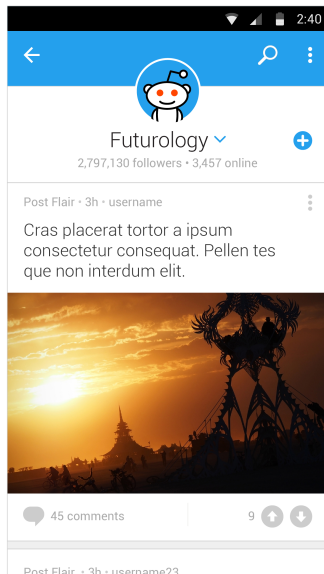 2:40
Futurology
2,797,130 followers • 3,457 online
Post Flair • 3h • username
Cras placerat tortor a ipsum
consectetur consequat. Pellen tes
que non interdum elit.
45 comments
9
Post Flair • 3h • username23